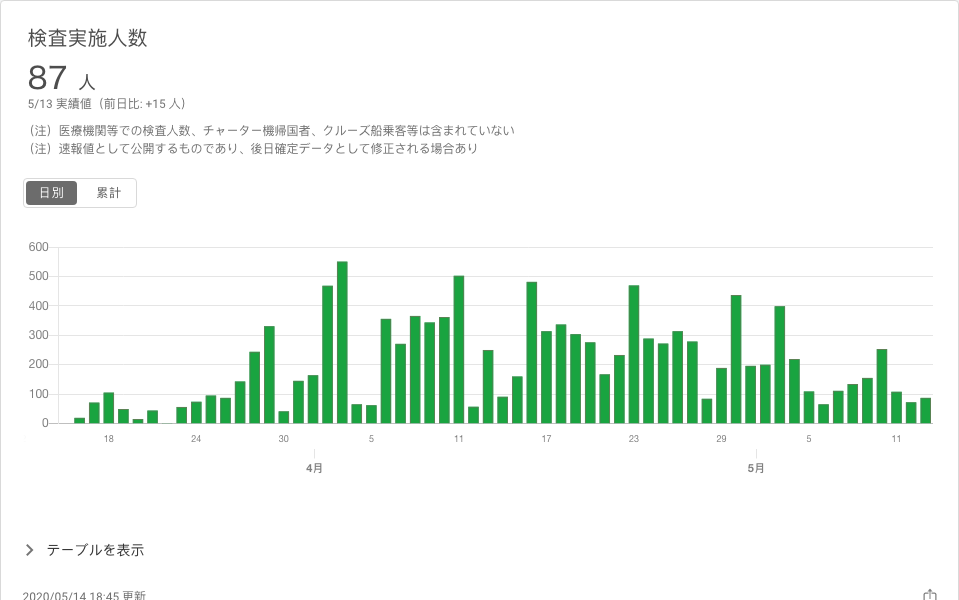 検査実施人数
87 人
5/13 実績値（前日比: +15 人）
（注）医療機関等での検査人数、チャーター機帰国者、クルーズ船乗客等は含まれていない
（注）速報値として公開するものであり、後日確定データとして修正される場合あり
日別 累計
600
500
400
300
200
100
0
18 24 30 5 11 17 23 29 5 11
4月 5月
テーブルを表示
2020/05/14 18:45 更新